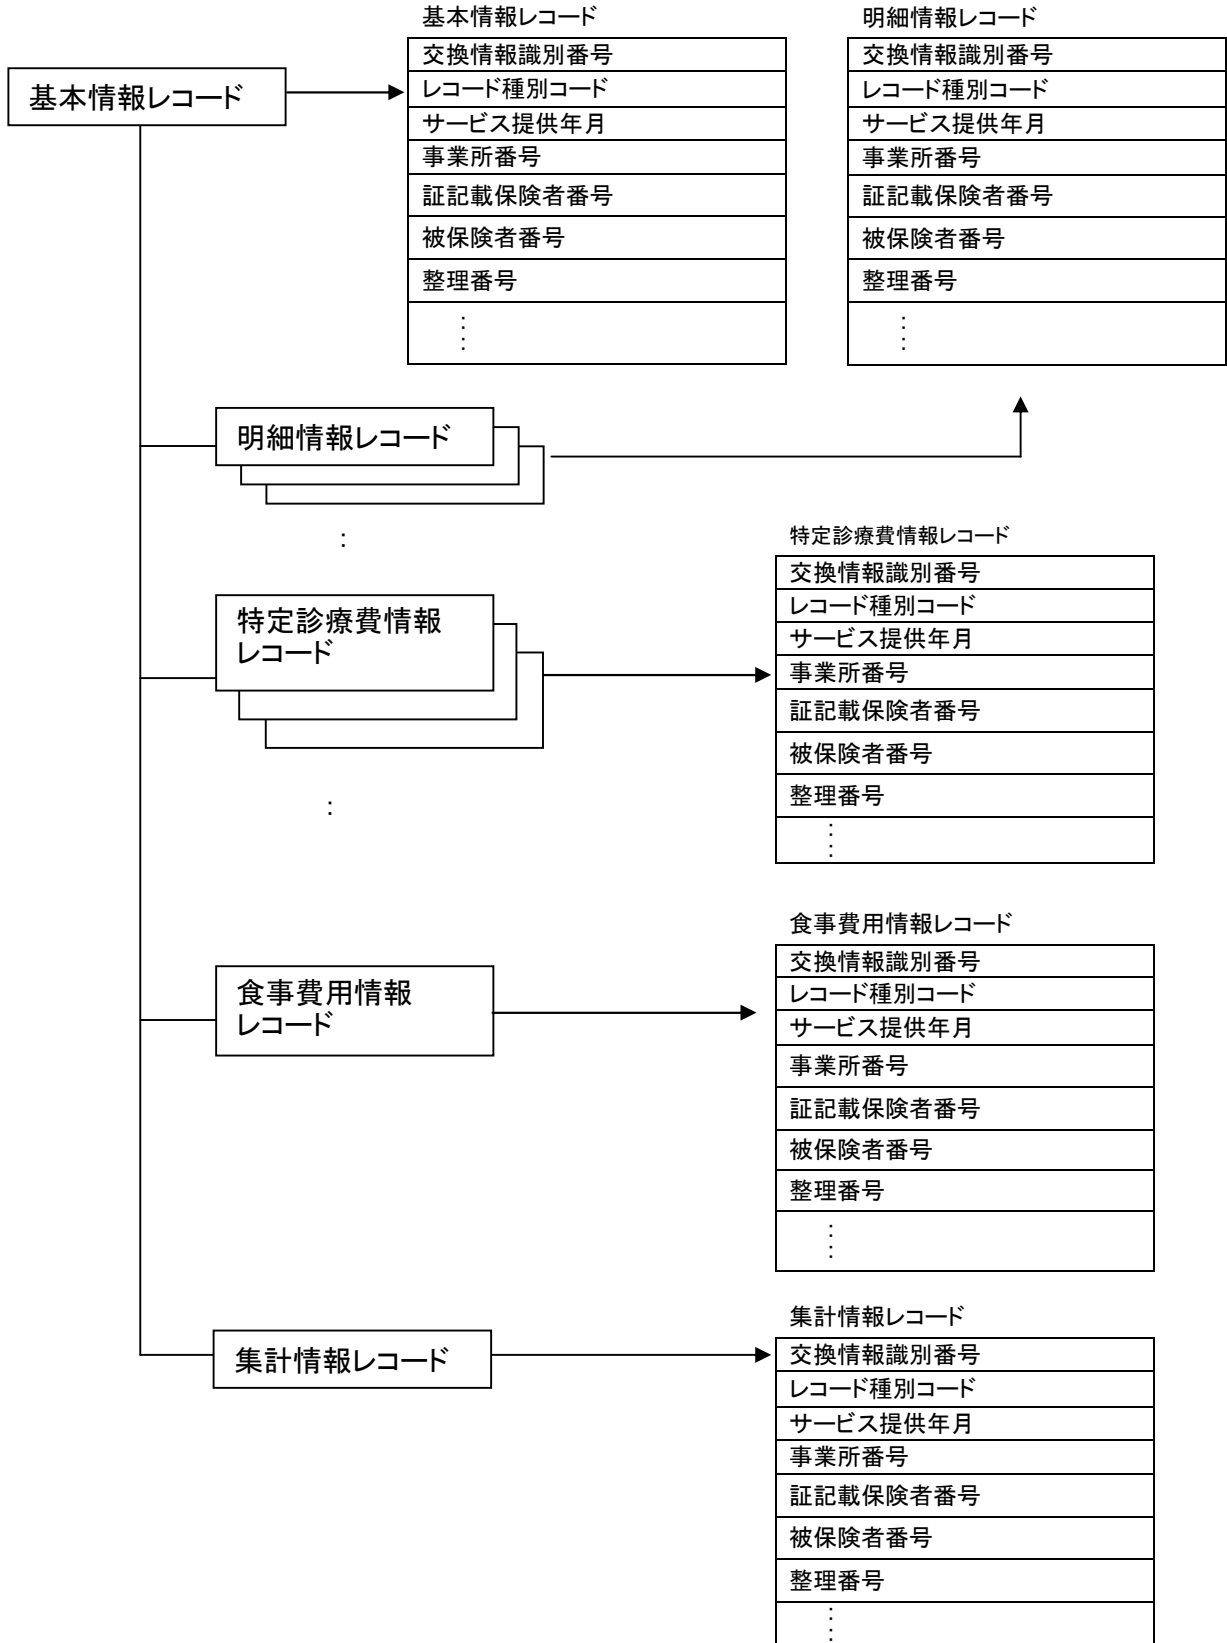 基本情報レコード
基本情報レコード
交換情報識別番号
レコード種別コード
サービス提供年月
事業所番号
証記載保険者番号
被保険者番号
整理番号
:
:
明細情報レコード
交換情報識別番号
レコード種別コード
サービス提供年月
事業所番号
証記載保険者番号
被保険者番号
整理番号
:
:
明細情報レコード
:
特定診療費情報
レコード
:
特定診療費情報レコード
交換情報識別番号
レコード種別コード
サービス提供年月
事業所番号
証記載保険者番号
被保険者番号
整理番号
:
:
食事費用情報
レコード
食事費用情報レコード
交換情報識別番号
レコード種別コード
サービス提供年月
事業所番号
証記載保険者番号
被保険者番号
整理番号
:
:
集計情報レコード
集計情報レコード
交換情報識別番号
レコード種別コード
サービス提供年月
事業所番号
証記載保険者番号
被保険者番号
整理番号
:
: